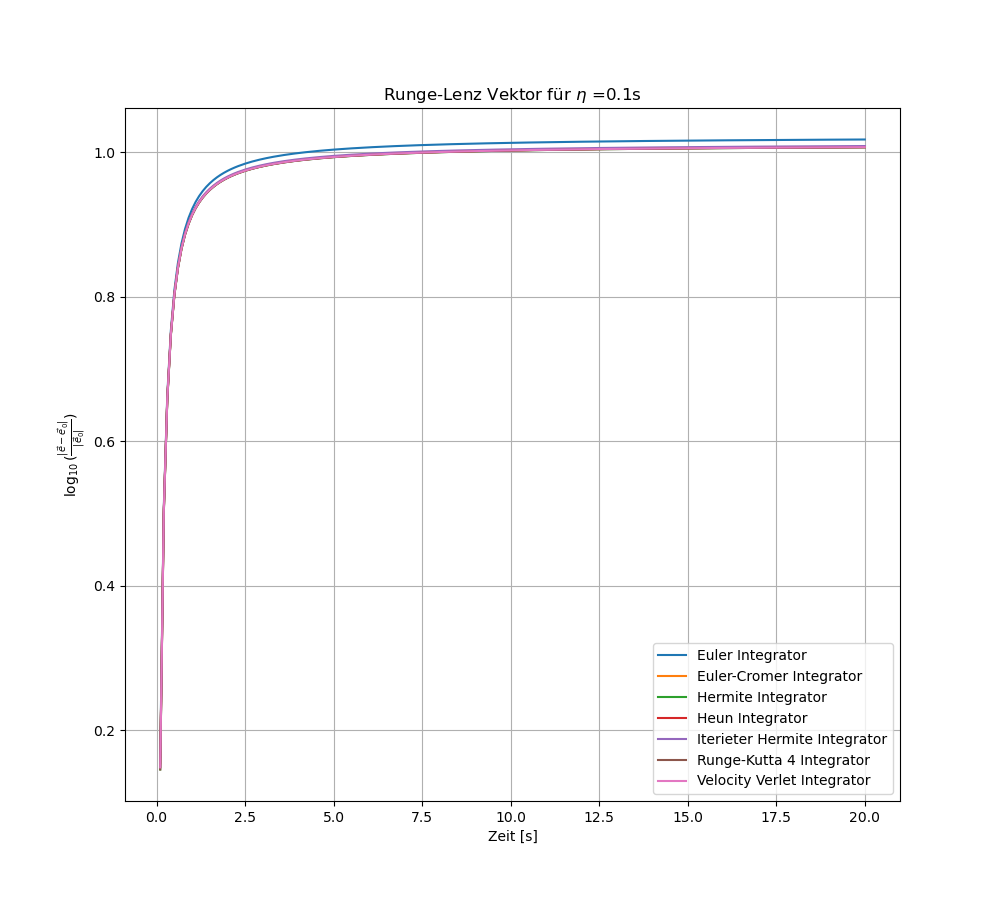 Runge-Lenz Vektor für η =0.1s
1.0
0.8
0.6
0.4
0.2
log₁₀(|e⃗ − e⃗₀| / |e⃗₀|)
Euler Integrator
Euler-Cromer Integrator
Hermite Integrator
Heun Integrator
Iterieter Hermite Integrator
Runge-Kutta 4 Integrator
Velocity Verlet Integrator
0.0 2.5 5.0 7.5 10.0 12.5 15.0 17.5 20.0
Zeit [s]